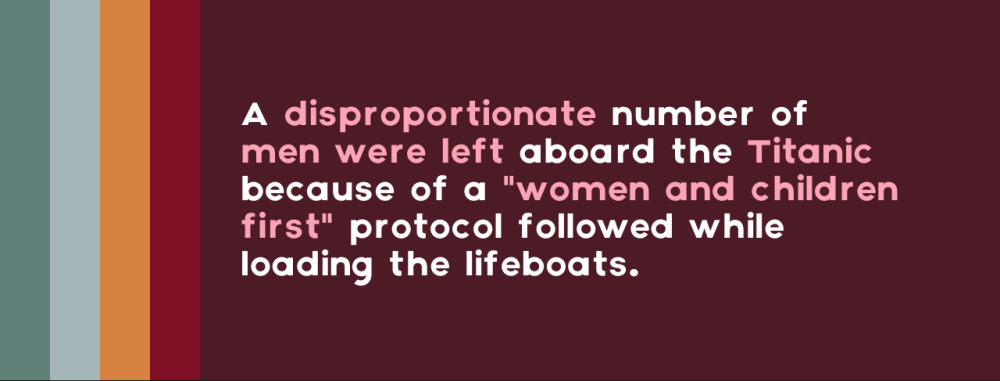 A disproportionate number of
men were left aboard the Titanic
because of a "women and children
first" protocol followed while
loading the lifeboats.